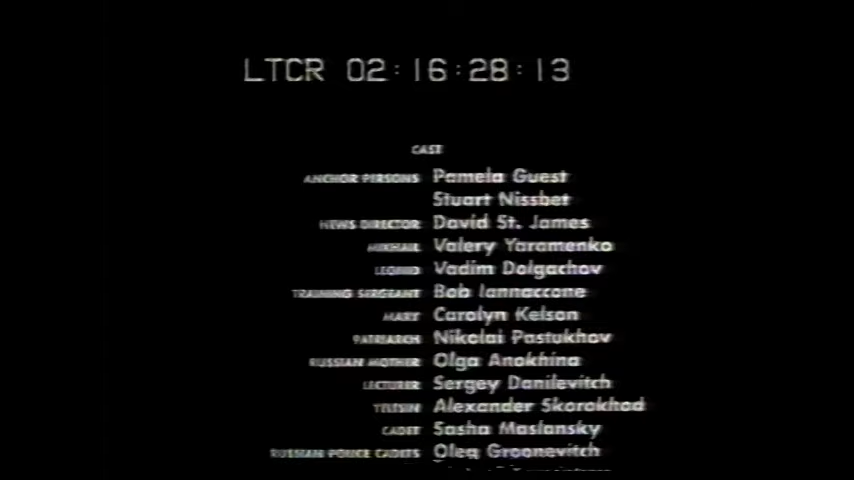 LTCR 02:16:28:13
CAST
ANCHOR PERSONS Pamela Guest
Stuart Nissbet
NEWS DIRECTOR David St. James
MIKHAIL Valery Yaramenko
LEONID Vadim Dolgachov
TRAINING SERGEANT Bob Iannaccone
MARY Carolyn Kelson
PATRIARCH Nikolai Pastukhov
RUSSIAN MOTHER Olga Anokhina
LECTURER Sergey Danilevitch
YELTSIN Alexander Skorokhod
CADET Sasha Maslansky
RUSSIAN POLICE CADETS Oleg Groonevitch